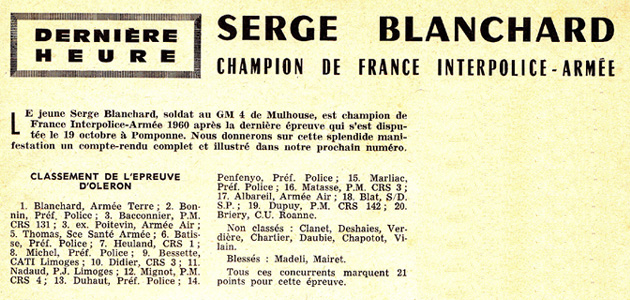 DERNIÈRE
HEURE
SERGE BLANCHARD
CHAMPION DE FRANCE INTERPOLICE-ARMÉE
LE jeune Serge Blanchard, soldat au GM 4 de Mulhouse, est champion de
France Interpolice-Armée 1960 après la dernière épreuve qui s'est dispu-
tée le 19 octobre à Pomponne. Nous donnerons sur cette splendide mani-
festation un compte-rendu complet et illustré dans notre prochain numéro.
CLASSEMENT DE L'EPREUVE
D'OLERON
1. Blanchard, Armée Terre ; 2. Bon-
nin, Préf. Police ; 3. Bacconnier, P.M.
CRS 131 ; 3. ex. Poitevin, Armée Air ;
5. Thomas, Sce Santé Armée ; 6. Batis-
se, Préf. Police ; 7. Heuland, CRS 1 ;
8. Michel, Préf. Police ; 9. Bessette,
CATI Limoges ; 10. Didier, CRS 3 ; 11.
Nadaud, P.J. Limoges ; 12. Mignot, P.M.
CRS 4 ; 13. Duhaut, Préf. Police ; 14.
Penfenyo, Préf. Police ; 15. Marliac,
Préf. Police ; 16. Matasse, P.M. CRS 3 ;
17. Albareil, Armée Air ; 18. Blat, S/D.
S.P. ; 19. Dupuy, P.M. CRS 142 ; 20.
Briery, C.U. Roanne.
Non classés : Clanet, Deshaies, Ver-
dière, Chartier, Daubie, Chapotot, Vi-
lain.
Blessés : Madeli, Mairet.
Tous ces concurrents marquent 21
points pour cette épreuve.